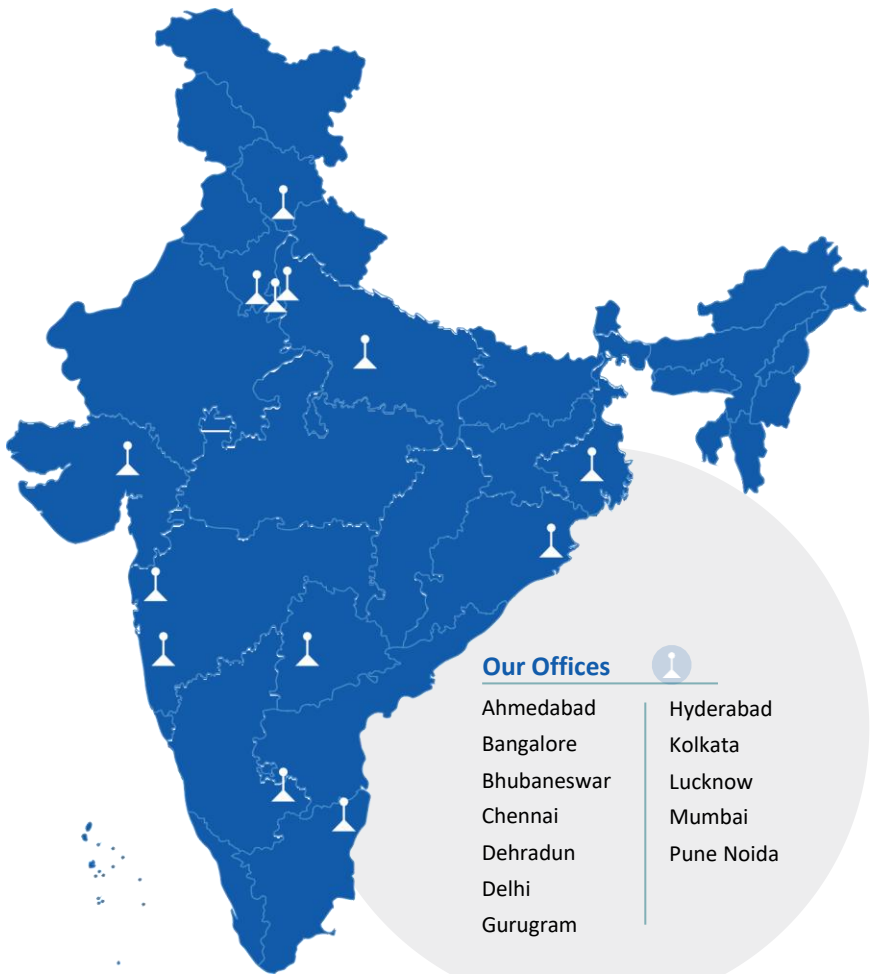 Our Offices
Ahmedabad
Bangalore
Bhubaneswar
Chennai
Dehradun
Delhi
Gurugram
Hyderabad
Kolkata
Lucknow
Mumbai
Pune Noida